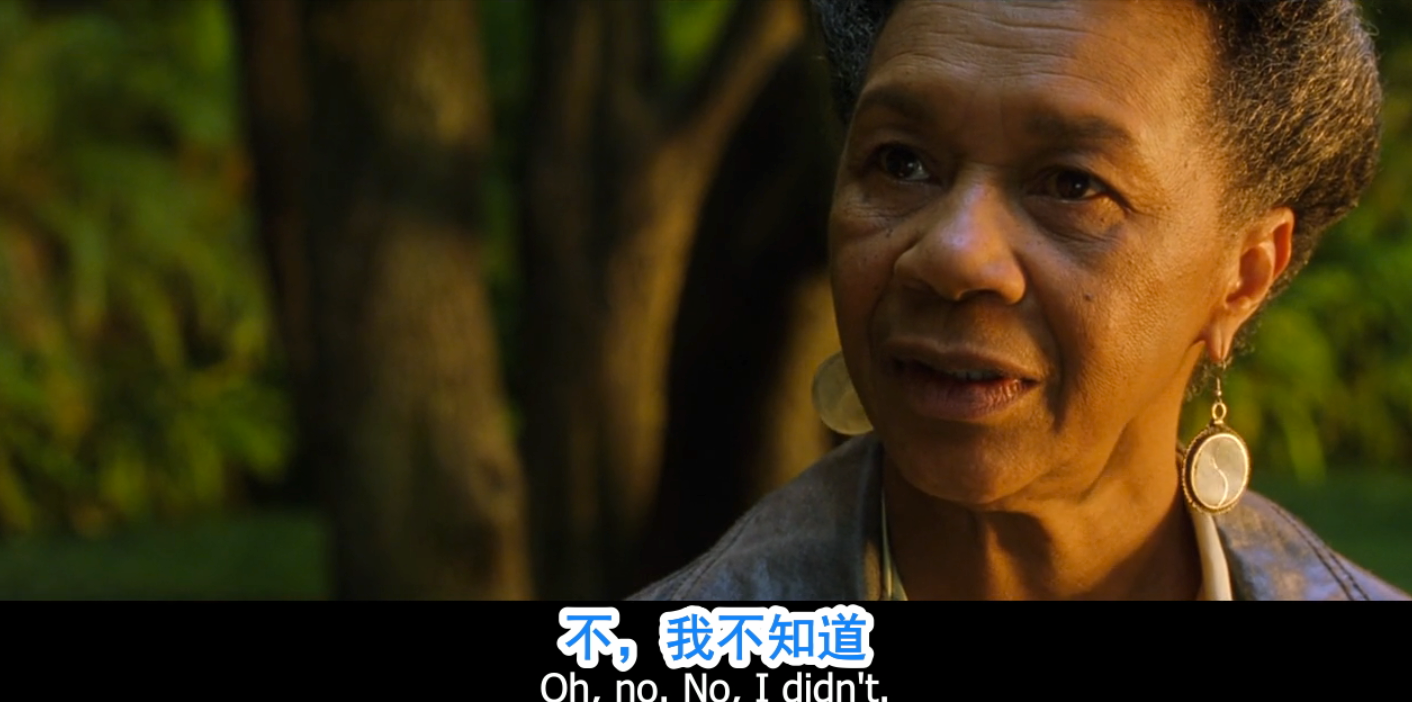 不，我不知道
Oh, no. No, I didn't.